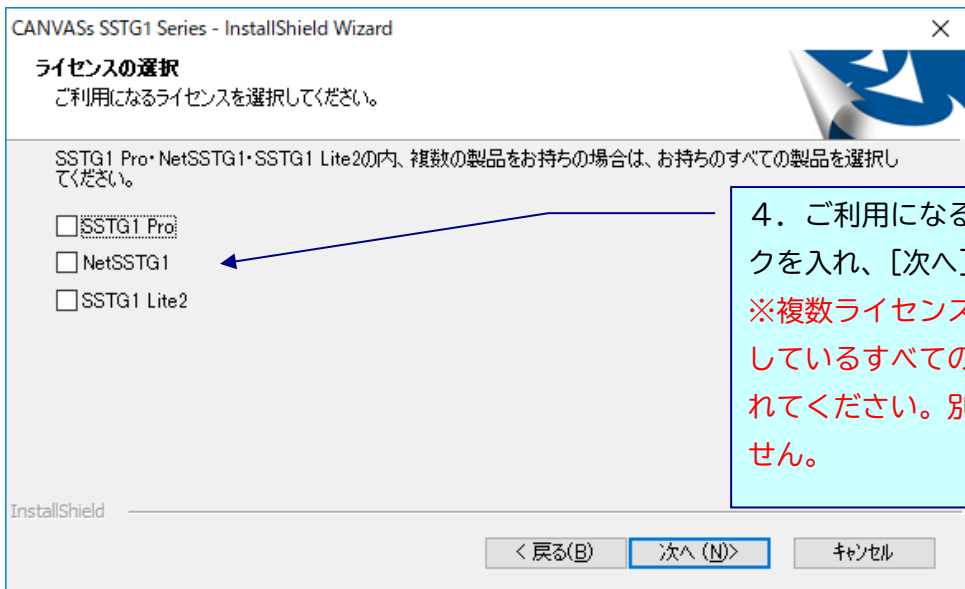 CANVASs SSTG1 Series - InstallShield Wizard
ライセンスの選択
ご利用になるライセンスを選択してください。
SSTG1 Pro・NetSSTG1・SSTG1 Lite2の内、複数の製品をお持ちの場合は、お持ちのすべての製品を選択し
てください。
SSTG1 Pro
NetSSTG1
SSTG1 Lite2
4．ご利用になる
クを入れ、[次へ]
※複数ライセンス
しているすべての
れてください。別
せん。
InstallShield
< 戻る(B)
次へ (N)>
キャンセル